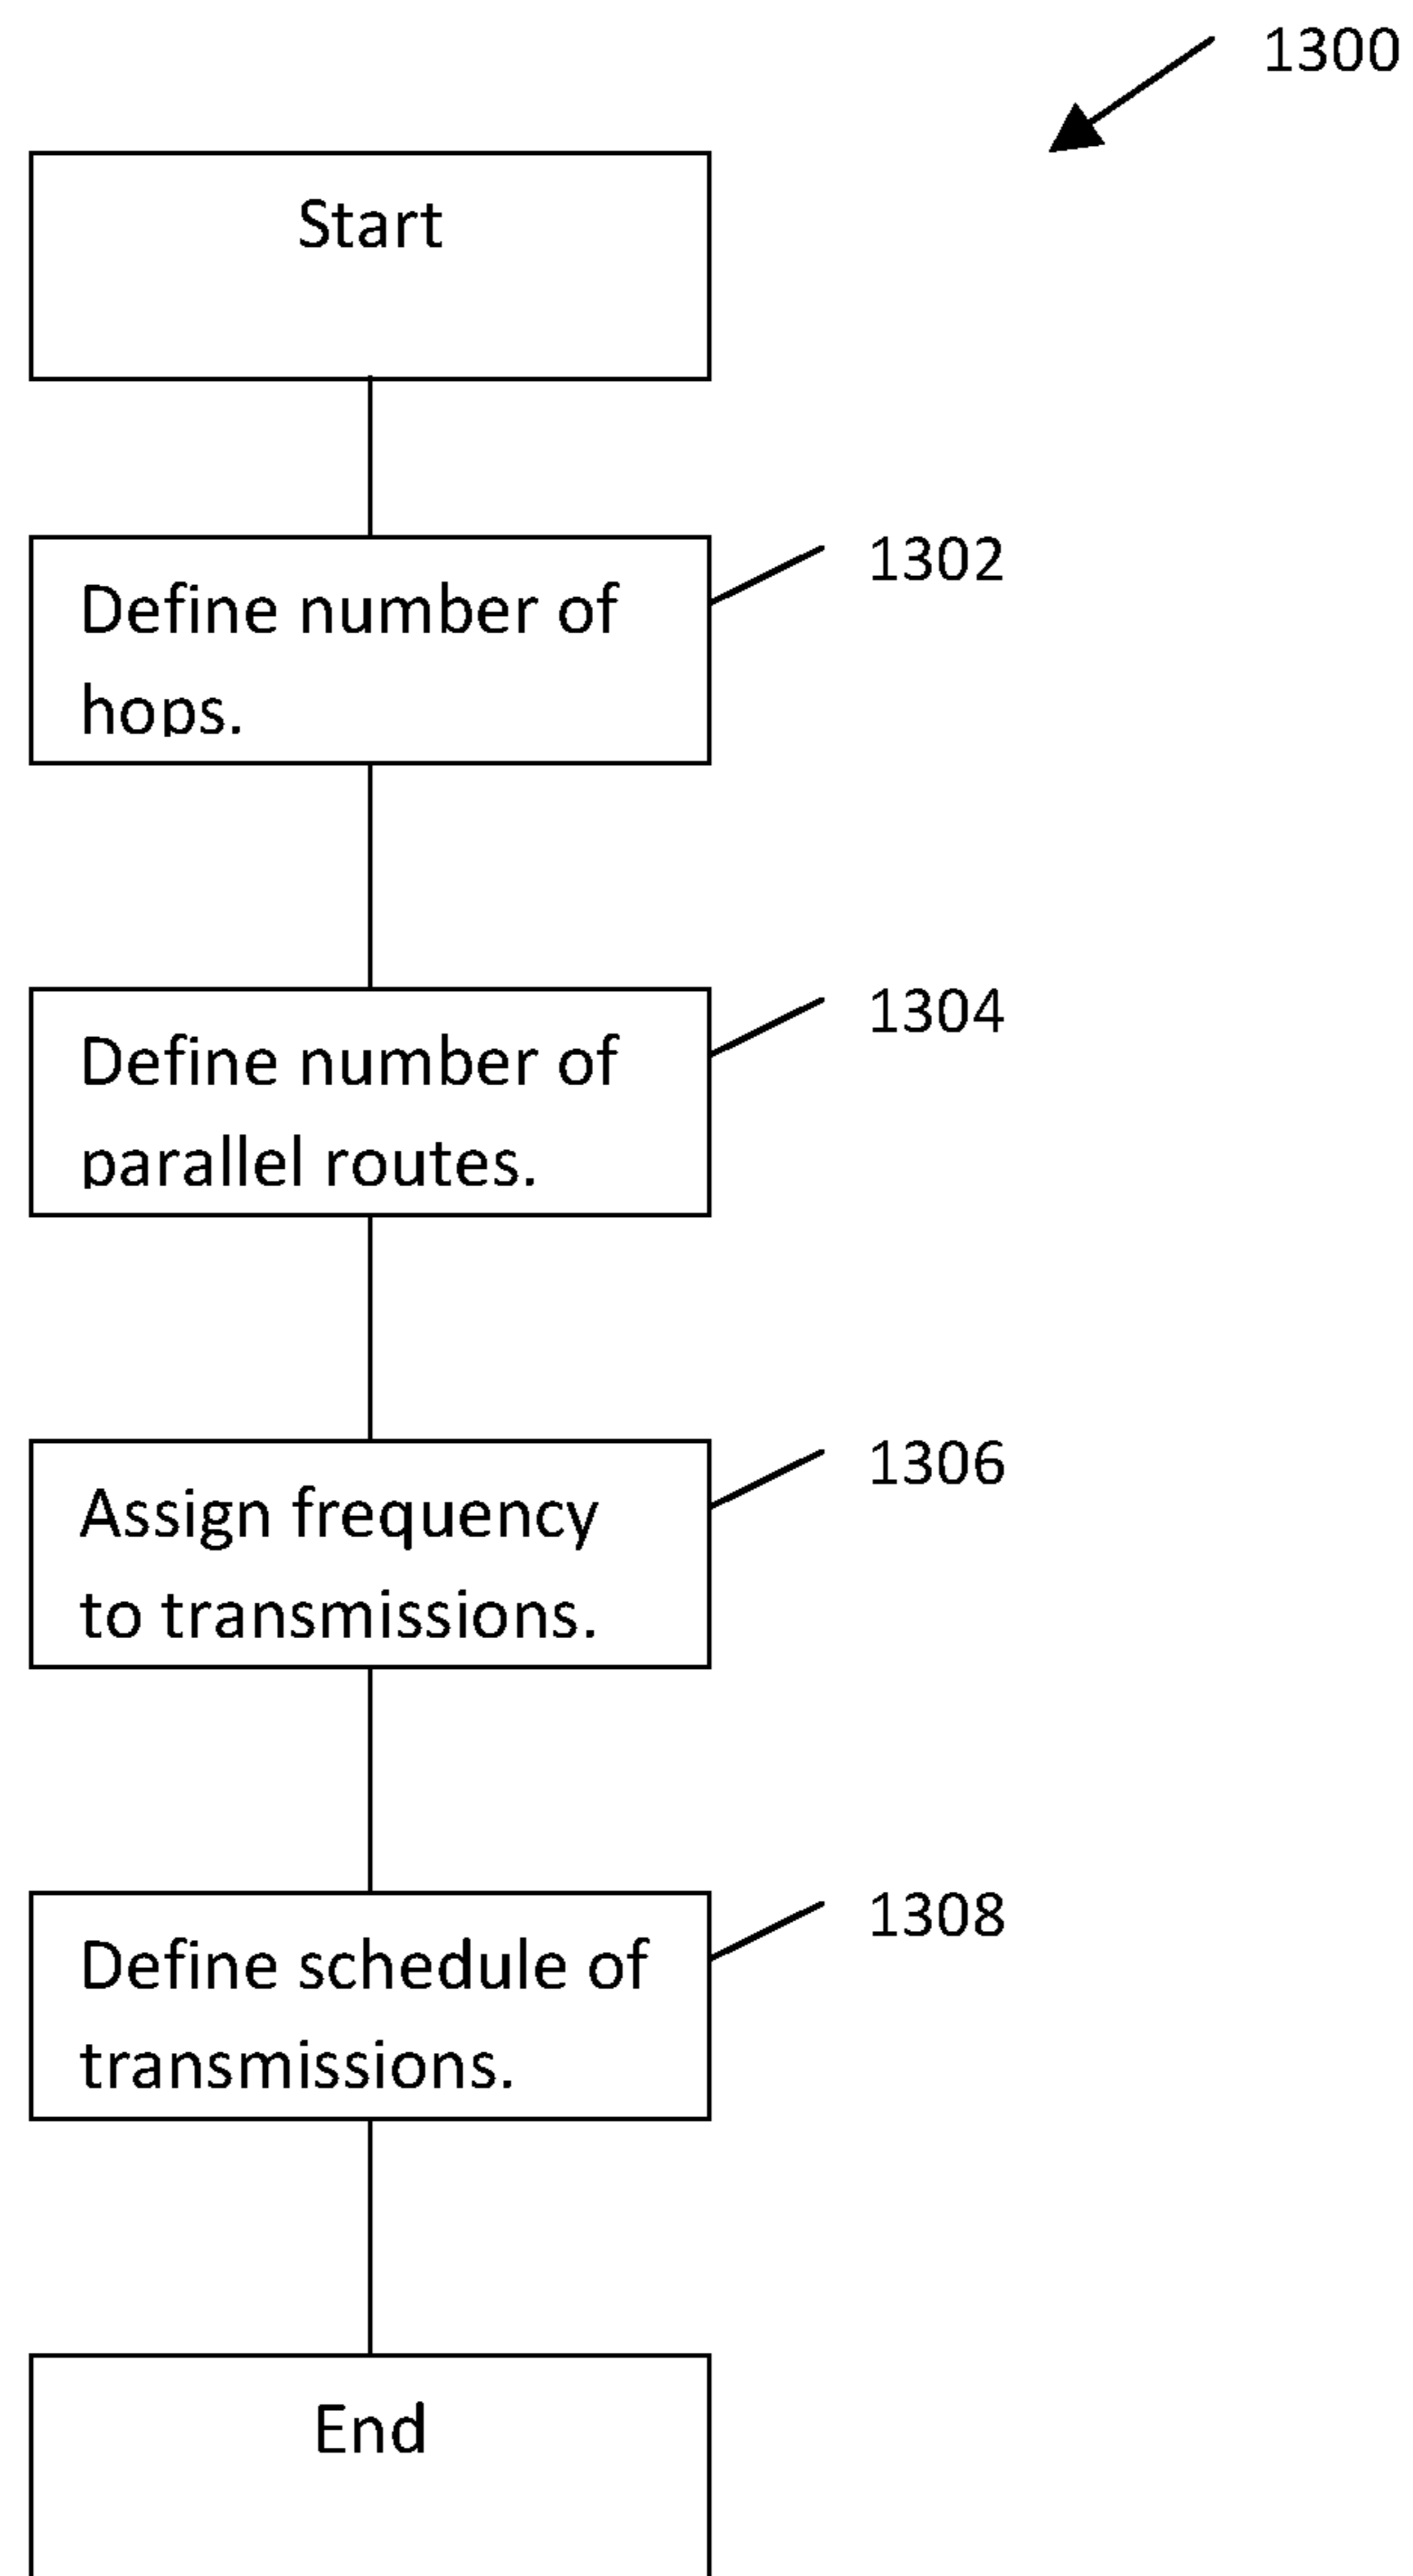 1300
Start
Define number of
hops.
1302
Define number of
parallel routes.
1304
Assign frequency
to transmissions.
1306
Define schedule of
transmissions.
1308
End